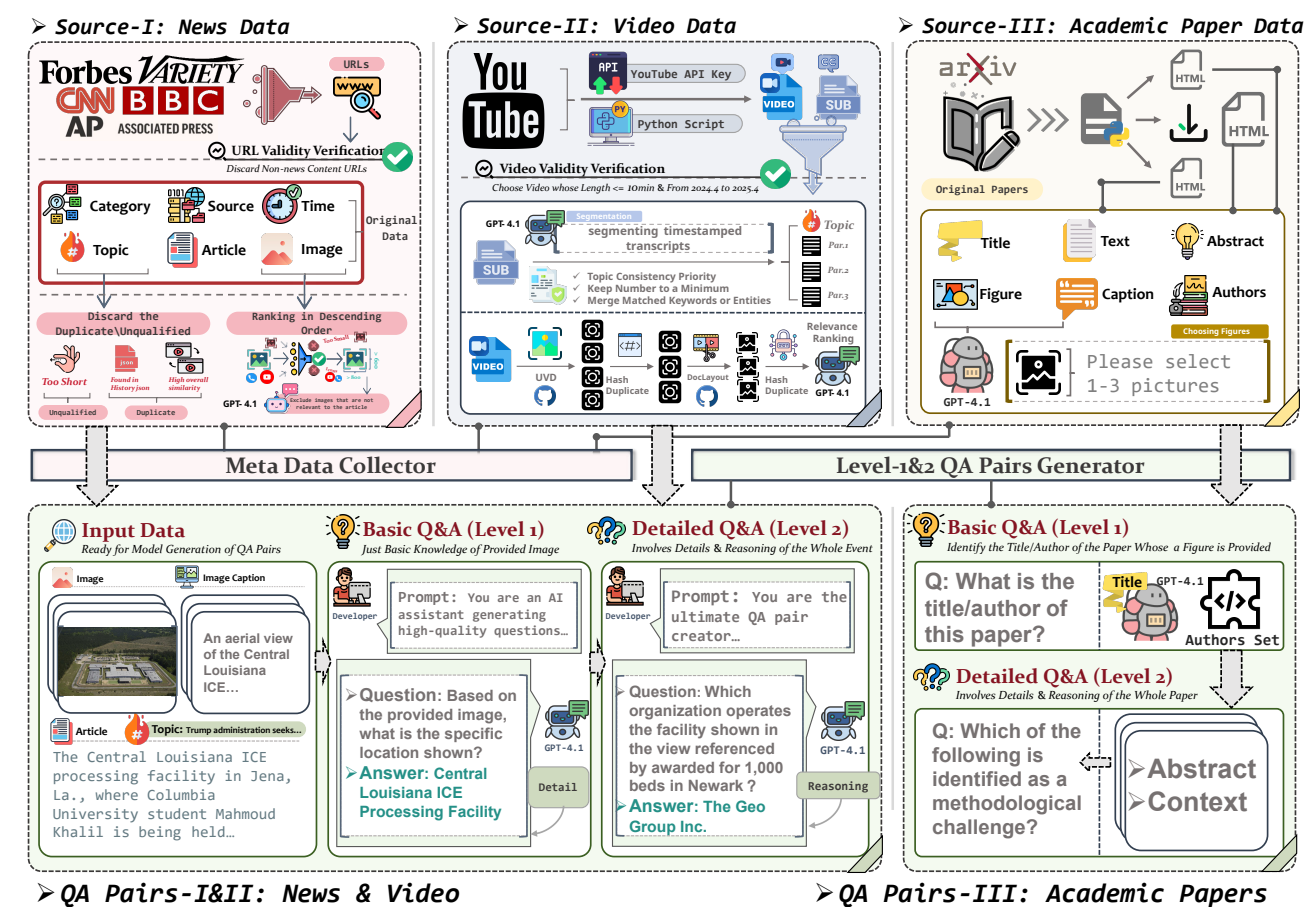 ➢ Source-I: News Data
Forbes VARIETY
CNN BBC
AP ASSOCIATED PRESS
URLs
WWW
URL Validity Verification
Discard Non-news Content URLs
Category
Source
Time
Topic
Article
Image
Original
Data
Discard the
Duplicate\Unqualified
Too Short
json
Found in
History json
High overall
similarity
Unqualified
Duplicate
Ranking in Descending
Order
Too Small
GPT- 4.1
Exclude images that are not
relevant to the article
➢ Source-II: Video Data
You
Tube
API
YouTube API Key
PY
Python Script
VIDEO
CC
SUB
Video Validity Verification
Choose Video whose Length <= 10min & From 2024.4 to 2025.4
GPT- 4.1
Segmentation
segmenting timestamped
transcripts
SUB
✓ Topic Consistency Priority
✓ Keep Number to a Minimum
✓ Merge Matched Keywords or Entities
Topic
Par.1
Par.2
Par.3
VIDEO
UVD
Hash
Duplicate
DocLayout
Hash
Duplicate
Relevance
Ranking
GPT- 4.1
➢ Source-III: Academic Paper Data
arXiv
Original Papers
HTML
HTML
HTML
Title
Text
Abstract
Figure
Caption
Authors
Choosing Figures
GPT-4.1
Please select
1-3 pictures
Meta Data Collector
Level-1&2 QA Pairs Generator
Input Data
Ready for Model Generation of QA Pairs
Image
Image Caption
An aerial view
of the Central
Louisiana
ICE…
Article
Topic: Trump administration seeks…
The Central Louisiana ICE
processing facility in Jena,
La., where Columbia
University student Mahmoud
Khalil is being held…
Basic Q&A (Level 1)
Just Basic Knowledge of Provided Image
Developer
Prompt: You are an AI
assistant generating
high-quality questions…
➢Question: Based on
the provided image,
what is the specific
location shown?
➢Answer: Central
Louisiana ICE
Processing Facility
GPT-4.1
Detail
Detailed Q&A (Level 2)
Involves Details & Reasoning of the Whole Event
Developer
Prompt: You are the
ultimate QA pair
creator…
➢Question: Which
organization operates
the facility shown in
the view referenced
by awarded for 1,000
beds in Newark ?
➢Answer: The Geo
Group Inc.
GPT-4.1
Reasoning
Basic Q&A (Level 1)
Identify the Title/Author of the Paper Whose a Figure is Provided
Q: What is the
title/author of
this paper?
Title
GPT-4.1
Authors Set
Detailed Q&A (Level 2)
Involves Details & Reasoning of the Whole Paper
Q: Which of the
following is
identified as a
methodological
challenge?
➢Abstract
➢Context
➢ QA Pairs-I&II: News & Video
➢ QA Pairs-III: Academic Papers